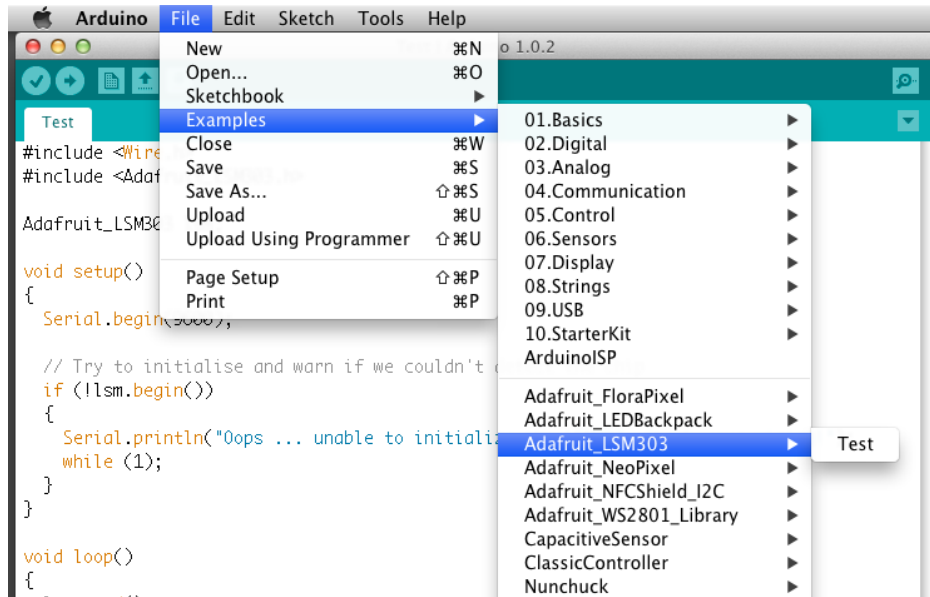 Arduino File Edit Sketch Tools Help
o 1.0.2
New ⌘N
Open... ⌘O
Sketchbook ▶
Examples ▶
Close ⌘W
Save ⌘S
Save As... ⇧⌘S
Upload ⌘U
Upload Using Programmer ⇧⌘U
Page Setup ⇧⌘P
Print ⌘P
01.Basics ▶
02.Digital ▶
03.Analog ▶
04.Communication ▶
05.Control ▶
06.Sensors ▶
07.Display ▶
08.Strings ▶
09.USB ▶
10.StarterKit ▶
ArduinoISP
Adafruit_FloraPixel ▶
Adafruit_LEDBackpack ▶
Adafruit_LSM303 ▶
Adafruit_NeoPixel ▶
Adafruit_NFCShield_I2C ▶
Adafruit_WS2801_Library ▶
CapacitiveSensor ▶
ClassicController ▶
Nunchuck ▶
Test
Test
#include <Wire
#include <Adaf
Adafruit_LSM30
void setup()
{
Serial.begin(9600);
// Try to initialise and warn if we couldn't
if (!lsm.begin())
{
Serial.println("Oops ... unable to initializ
while (1);
}
}
void loop()
{